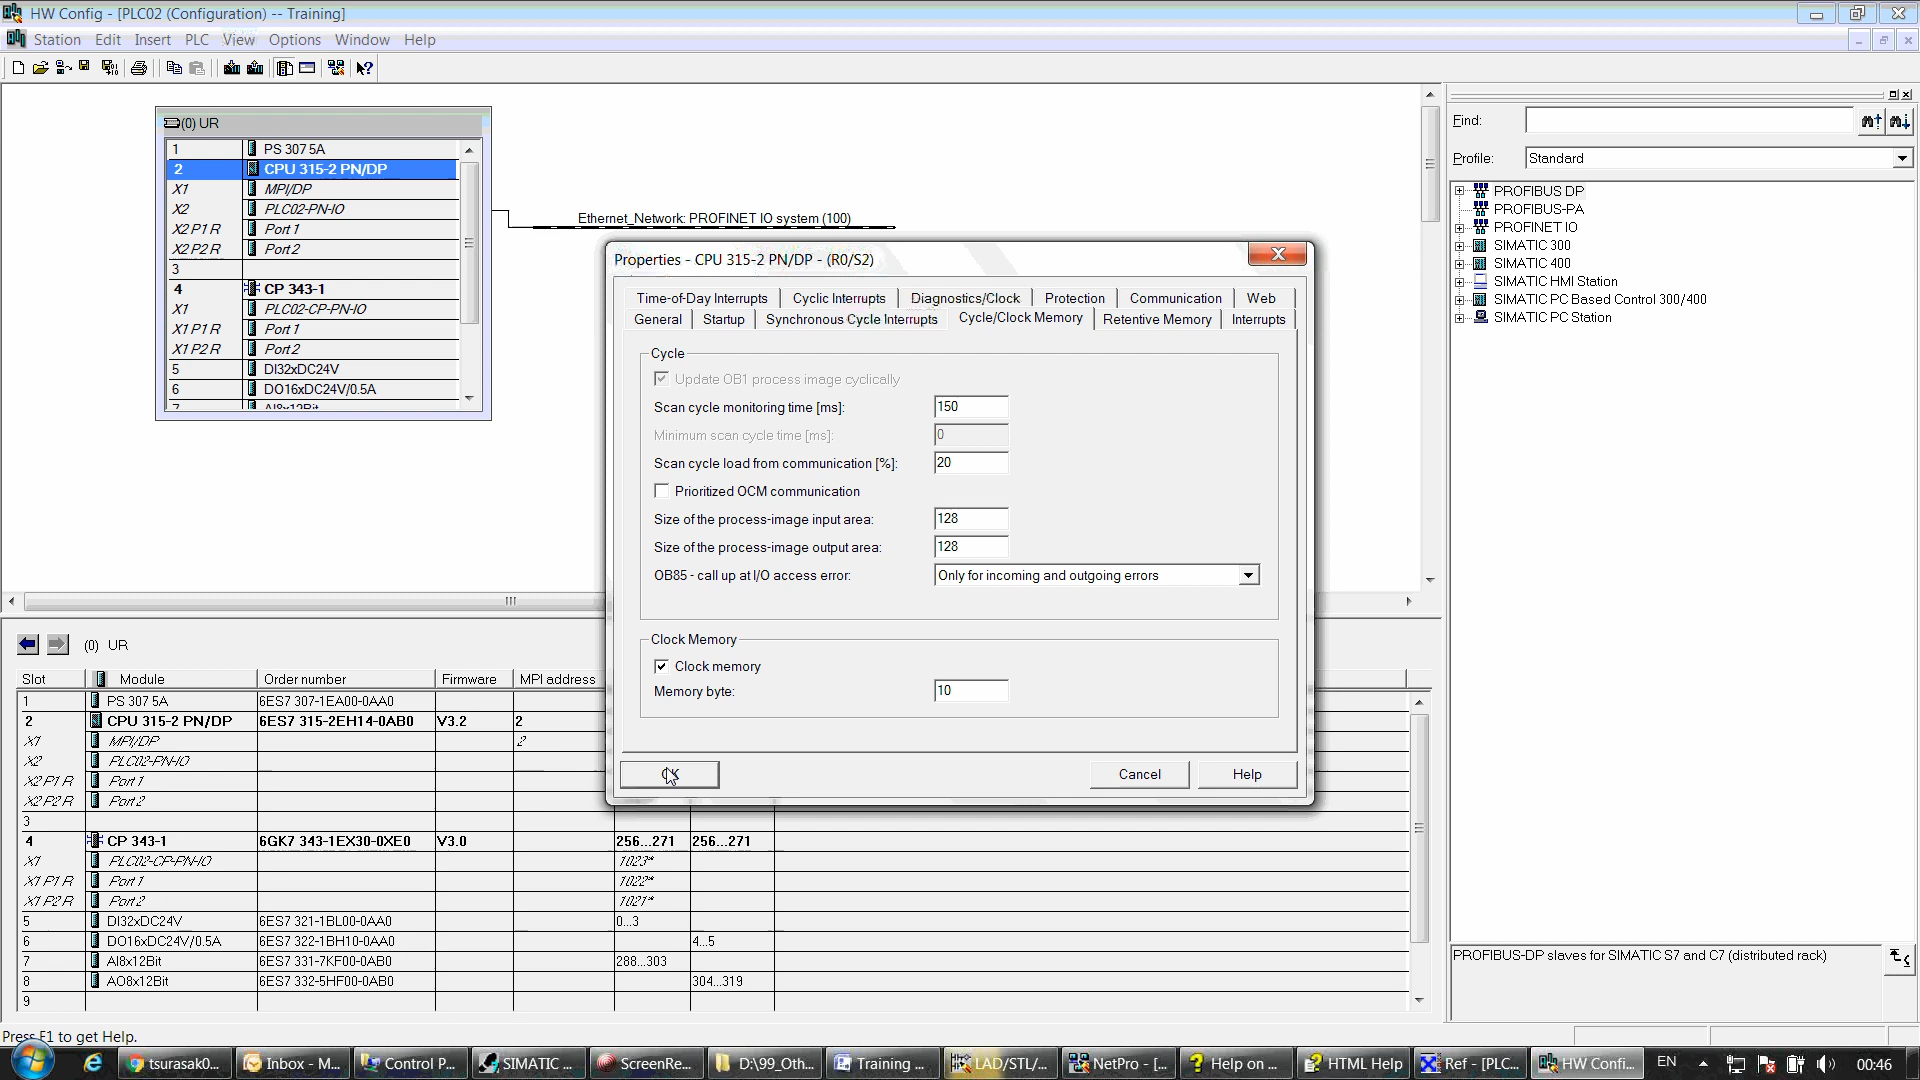 HW Config - [PLC02 (Configuration) -- Training]
Station Edit Insert PLC View Options Window Help
(0) UR
1 PS 307 5A
2 CPU 315-2 PN/DP
X1 MPI/DP
X2 PLC02-PN-IO
X2 P1 R Port 1
X2 P2 R Port 2
3
4 CP 343-1
X1 PLC02-CP-PN-IO
X1 P1 R Port 1
X1 P2 R Port 2
5 DI32xDC24V
6 DO16xDC24V/0.5A
7 AI8x12Bit
Ethernet_Network: PROFINET IO system (100)
Properties - CPU 315-2 PN/DP - (R0/S2)
Time-of-Day Interrupts Cyclic Interrupts Diagnostics/Clock Protection Communication Web
General Startup Synchronous Cycle Interrupts Cycle/Clock Memory Retentive Memory Interrupts
Cycle
Update OB1 process image cyclically
Scan cycle monitoring time [ms]: 150
Minimum scan cycle time [ms]: 0
Scan cycle load from communication [%]: 20
Prioritized OCM communication
Size of the process-image input area: 128
Size of the process-image output area: 128
OB85 - call up at I/O access error: Only for incoming and outgoing errors
Clock Memory
Clock memory
Memory byte: 10
OK Cancel Help
Find:
Profile: Standard
PROFIBUS DP
PROFIBUS-PA
PROFINET IO
SIMATIC 300
SIMATIC 400
SIMATIC HMI Station
SIMATIC PC Based Control 300/400
SIMATIC PC Station
PROFIBUS-DP slaves for SIMATIC S7 and C7 (distributed rack)
(0) UR
Slot Module Order number Firmware MPI address
1 PS 307 5A 6ES7 307-1EA00-0AA0
2 CPU 315-2 PN/DP 6ES7 315-2EH14-0AB0 V3.2 2
X1 MPI/DP 2
X2 PLC02-PN-IO
X2 P1 R Port 1
X2 P2 R Port 2
3
4 CP 343-1 6GK7 343-1EX30-0XE0 V3.0 256...271 256...271
X1 PLC02-CP-PN-IO 1023*
X1 P1 R Port 1 1022*
X1 P2 R Port 2 1021*
5 DI32xDC24V 6ES7 321-1BL00-0AA0 0...3
6 DO16xDC24V/0.5A 6ES7 322-1BH10-0AA0 4...5
7 AI8x12Bit 6ES7 331-7KF00-0AB0 288...303
8 AO8x12Bit 6ES7 332-5HF00-0AB0 304...319
9
Press F1 to get Help.
tsurasak0... Inbox - M... Control P... SIMATIC ... ScreenRe... D:\99_Oth... Training ... LAD/STL/... NetPro - [... Help on ... HTML Help Ref - [PLC... HW Confi... EN 00:46